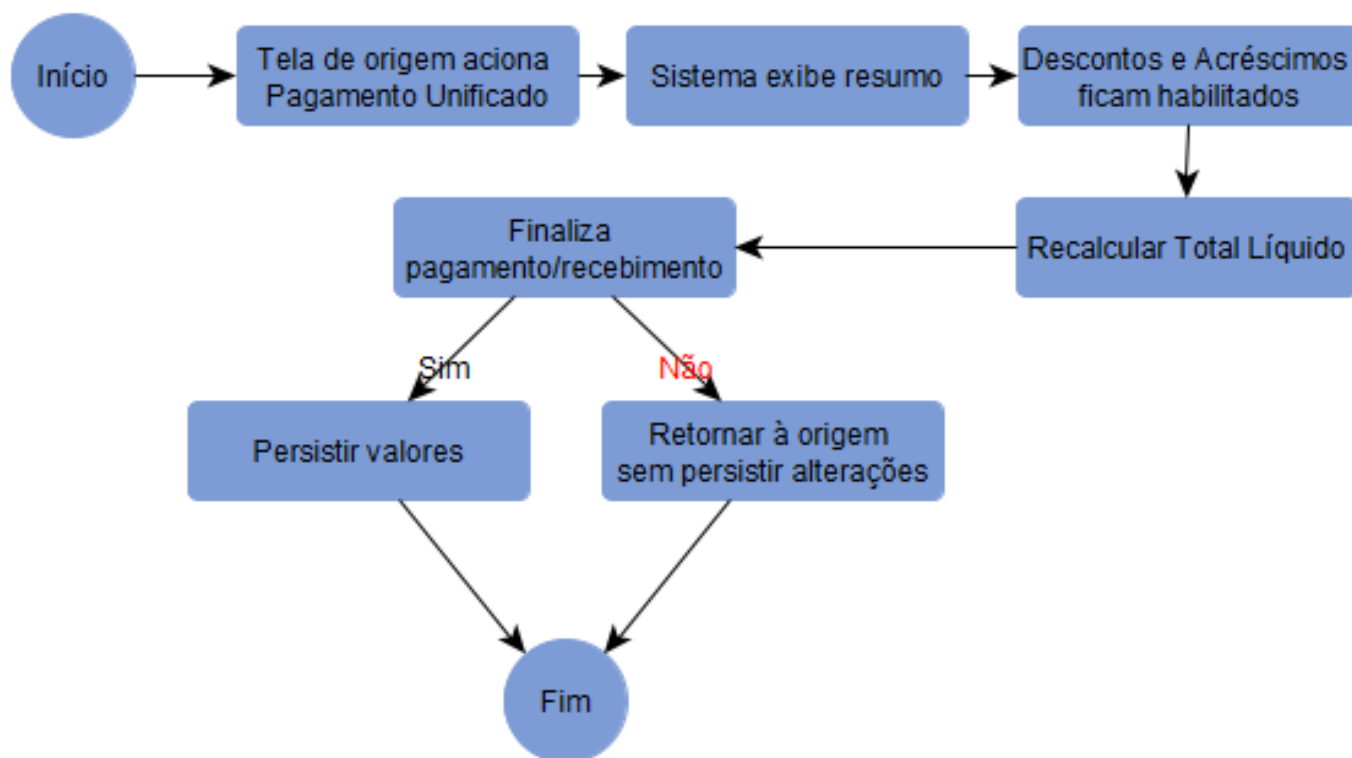 Início
Tela de origem aciona
Pagamento Unificado
Sistema exibe resumo
Descontos e Acréscimos
ficam habilitados
Recalcular Total Líquido
Finaliza
pagamento/recebimento
Sim
Não
Persistir valores
Retornar à origem
sem persistir alterações
Fim